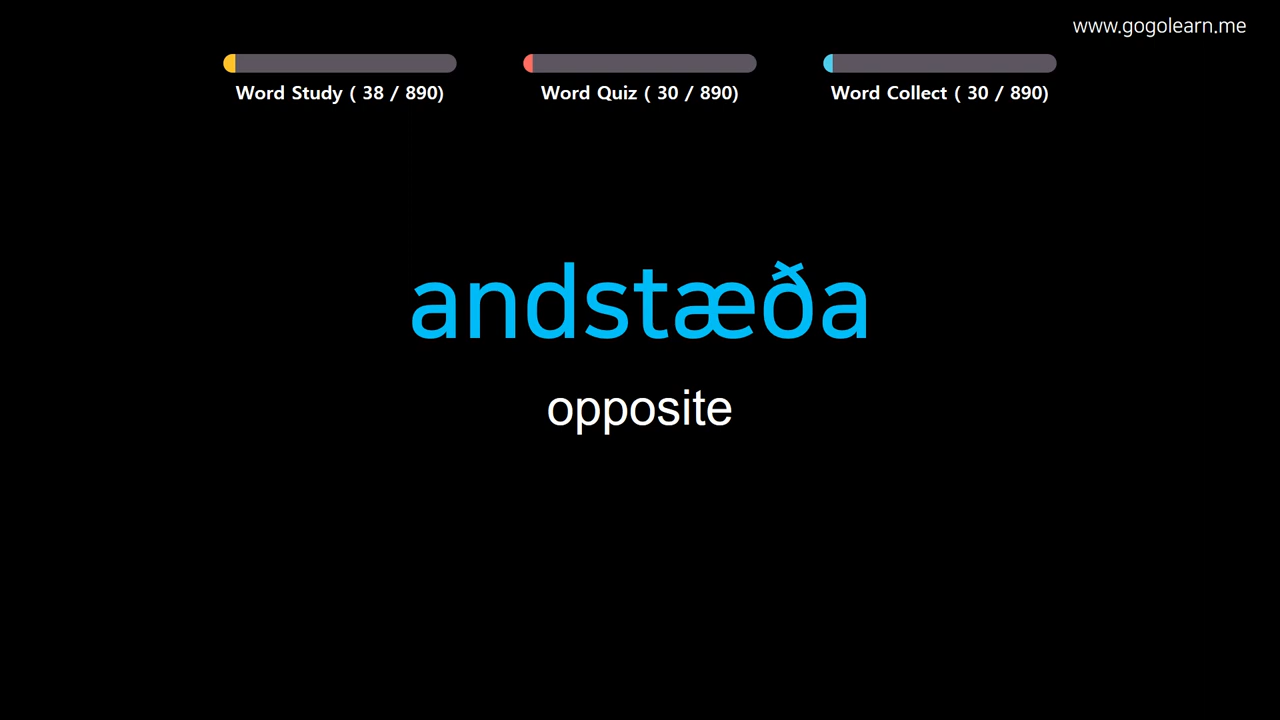 www.gogolearn.me
Word Study ( 38 / 890)
Word Quiz ( 30 / 890)
Word Collect ( 30 / 890)
andstæða
opposite